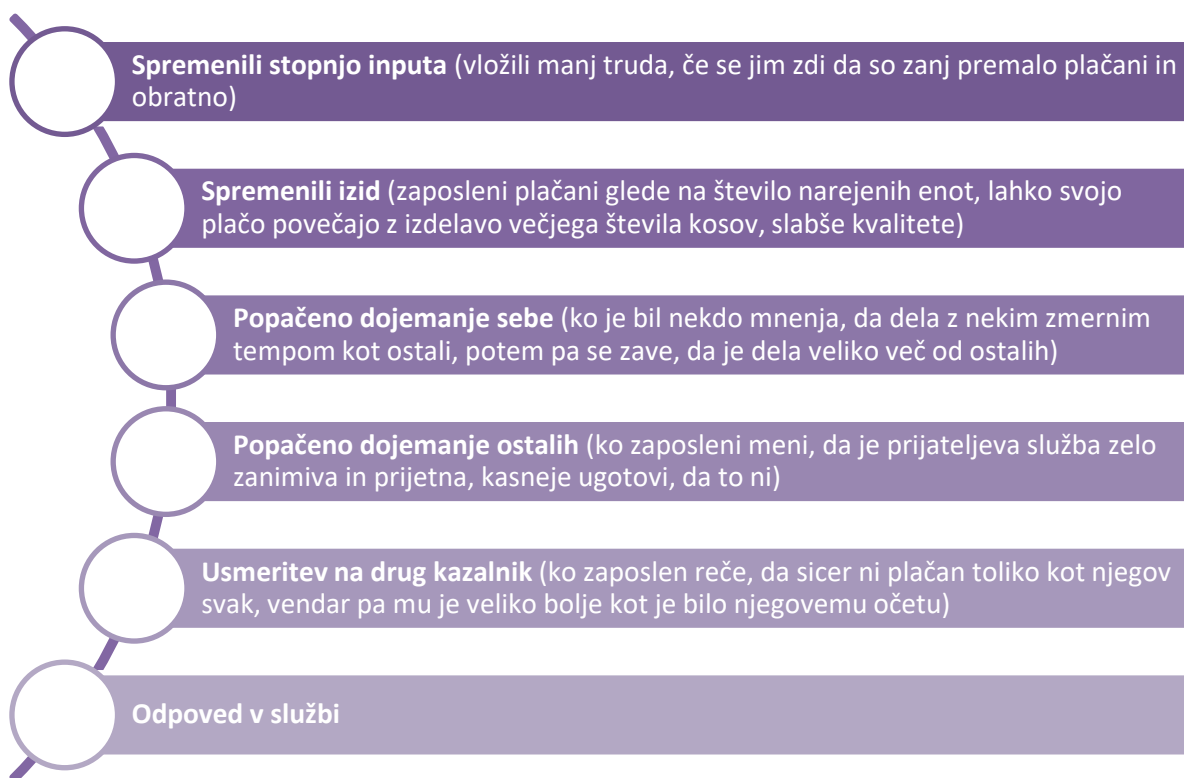 Spremenili stopnjo inputa (vložili manj truda, če se jim zdi da so zanj premalo plačani in
obratno)
Spremenili izid (zaposleni plačani glede na število narejenih enot, lahko svojo
plačo povečajo z izdelavo večjega števila kosov, slabše kvalitete)
Popačeno dojemanje sebe (ko je bil nekdo mnenja, da dela z nekim zmernim
tempom kot ostali, potem pa se zave, da je dela veliko več od ostalih)
Popačeno dojemanje ostalih (ko zaposleni meni, da je prijateljeva služba zelo
zanimiva in prijetna, kasneje ugotovi, da to ni)
Usmeritev na drug kazalnik (ko zaposlen reče, da sicer ni plačan toliko kot njegov
svak, vendar pa mu je veliko bolje kot je bilo njegovemu očetu)
Odpoved v službi